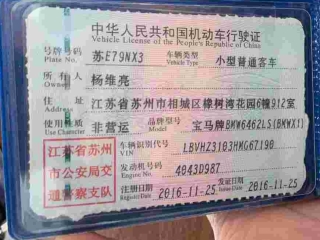 中华人民共和国机动车行驶证
Vehicle License of the People's Republic of China
号牌号码 苏E79NX3 车辆类型 小型普通客车
Plate No. Vehicle Type
所有人 杨维亮
Owner
住址 江苏省苏州市相城区橡树湾花园6幢912室
Address
使用性质 非营运 品牌型号 宝马牌BMW6462LS(BMWX1)
Use Character Model
江苏省苏州
市公安局交
通警察支队
车辆识别代号 LBVHZ3103HMG67190
VIN
发动机号码 4043D987
Engine No.
注册日期 2016-11-25 发证日期 2016-11-25
Register Date Issue Date